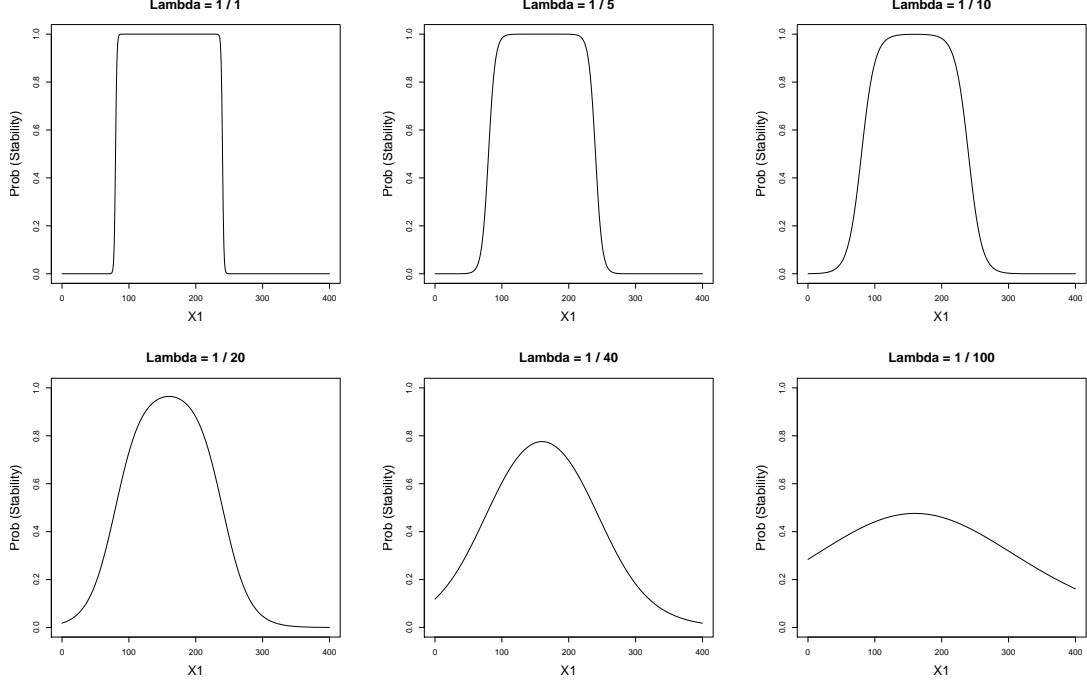 Lambda = 1 / 1
Prob (Stability)
1.0
0.8
0.6
0.4
0.2
0.0
0 100 200 300 400
X1
Lambda = 1 / 5
Prob (Stability)
1.0
0.8
0.6
0.4
0.2
0.0
0 100 200 300 400
X1
Lambda = 1 / 10
Prob (Stability)
1.0
0.8
0.6
0.4
0.2
0.0
0 100 200 300 400
X1
Lambda = 1 / 20
Prob (Stability)
1.0
0.8
0.6
0.4
0.2
0.0
0 100 200 300 400
X1
Lambda = 1 / 40
Prob (Stability)
1.0
0.8
0.6
0.4
0.2
0.0
0 100 200 300 400
X1
Lambda = 1 / 100
Prob (Stability)
1.0
0.8
0.6
0.4
0.2
0.0
0 100 200 300 400
X1